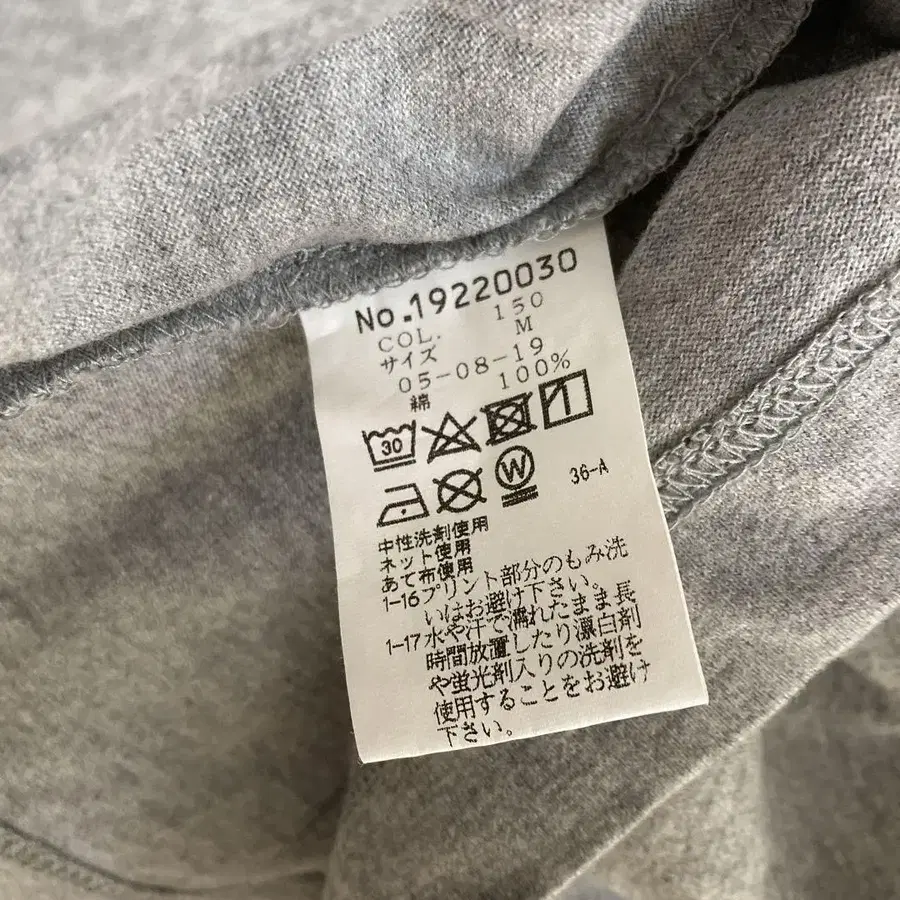 No.19220030
COL. 150
サイズ M
05-08-19
綿 100%
30
W
36-A
中性洗剤使用
ネット使用
あて布使用
1-16プリント部分のもみ洗
いはお避け下さい。
1-17水や汗で濡れたまま長
時間放置したり漂白剤
や蛍光剤入りの洗剤を
使用することをお避け
下さい。